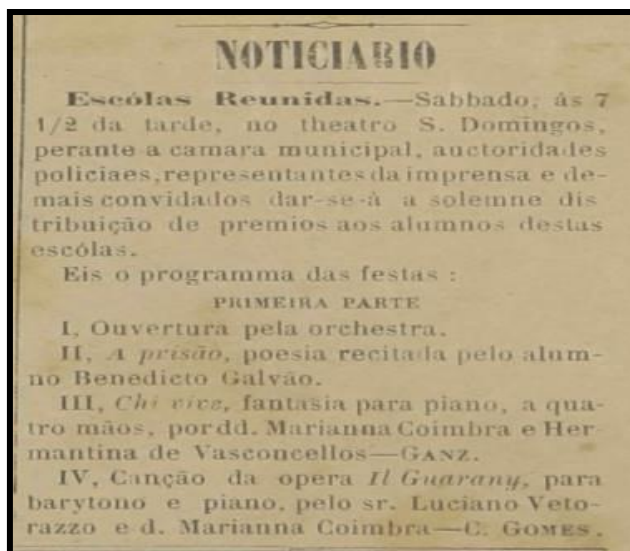 NOTICIARIO
Escólas Reunidas.—Sabbado, ás 7
1/2 da tarde, no theatro S. Domingos,
perante a camara municipal, auctoridades
policiaes, representantes da imprensa e de-
mais convidados dar-se-á a solemne dis
tribuição de premios aos alumnos destas
escólas.
Eis o programma das festas :
PRIMEIRA PARTE
I, Ouvertura pela orchestra.
II, A prisão, poesia recitada pelo alum-
no Benedicto Galvão.
III, Chi vive, fantasia para piano, a qua-
tro mãos, por dd. Marianna Coimbra e Her-
mantina de Vasconcellos—GANZ.
IV, Canção da opera Il Guarany, para
barytono e piano, pelo sr. Luciano Veto-
razzo e d. Marianna Coimbra—C. GOMES.